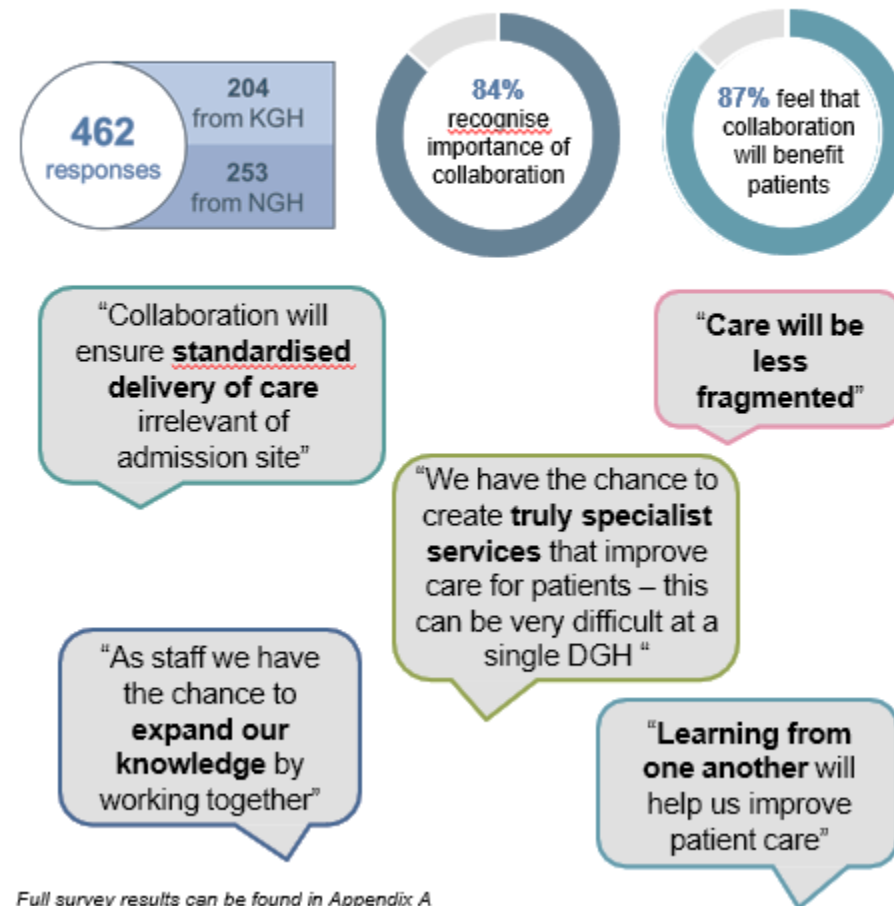 462
responses
204
from KGH
253
from NGH
84%
recognise
importance of
collaboration
87% feel that
collaboration
will benefit
patients
“Collaboration will
ensure standardised
delivery of care
irrelevant of
admission site”
“Care will be
less
fragmented”
“We have the chance to
create truly specialist
services that improve
care for patients – this
can be very difficult at a
single DGH “
“As staff we have
the chance to
expand our
knowledge by
working together”
“Learning from
one another will
help us improve
patient care”
Full survey results can be found in Appendix A